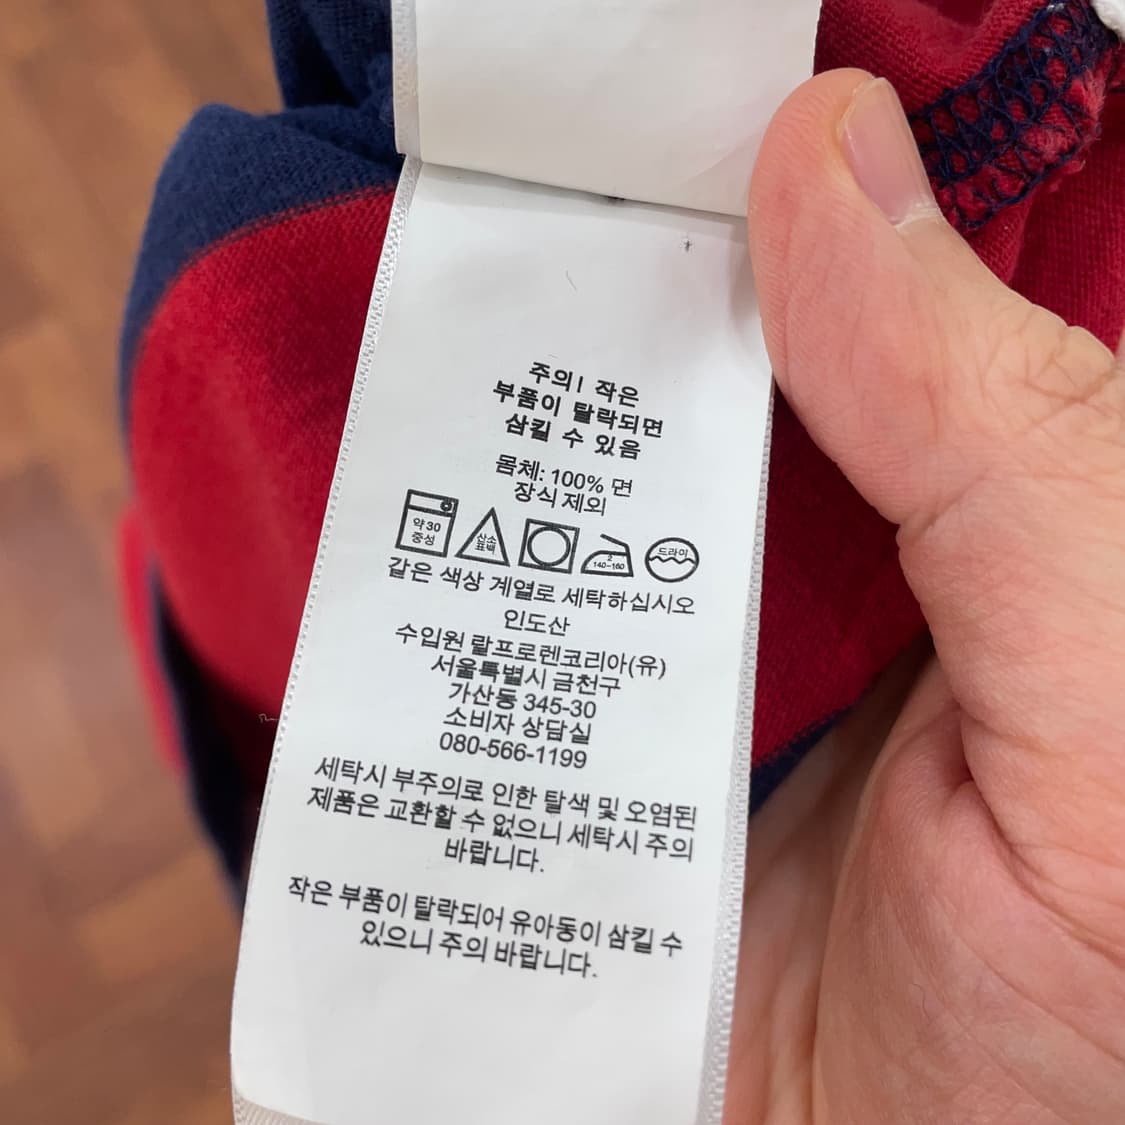 주의! 작은
부품이 탈락되면
삼킬 수 있음
몸체: 100% 면
장식 제외
약 30
중성
산소
표백
2
140-160
드라이
같은 색상 계열로 세탁하십시오
인도산
수입원 랄프로렌코리아(유)
서울특별시 금천구
가산동 345-30
소비자 상담실
080-566-1199
세탁시 부주의로 인한 탈색 및 오염된
제품은 교환할 수 없으니 세탁시 주의
바랍니다.
작은 부품이 탈락되어 유아동이 삼킬 수
있으니 주의 바랍니다.